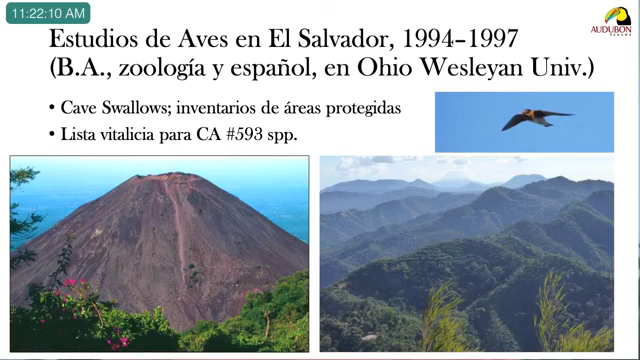 11:22:10 AM
AUDUBON
PANAMÁ
Estudios de Aves en El Salvador, 1994–1997
(B.A., zoología y español, en Ohio Wesleyan Univ.)
• Cave Swallows; inventarios de áreas protegidas
• Lista vitalicia para CA #593 spp.